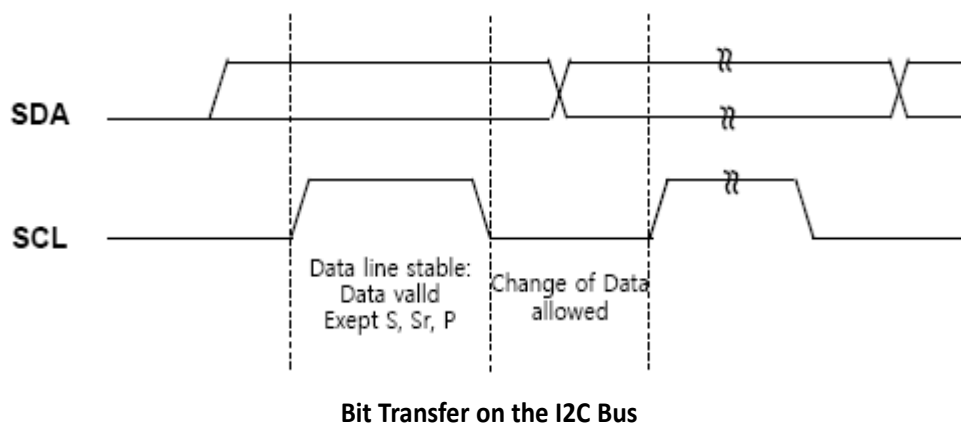 SDA
SCL
Data line stable:
Data valld
Exept S, Sr, P
Change of Data
allowed
Bit Transfer on the I2C Bus